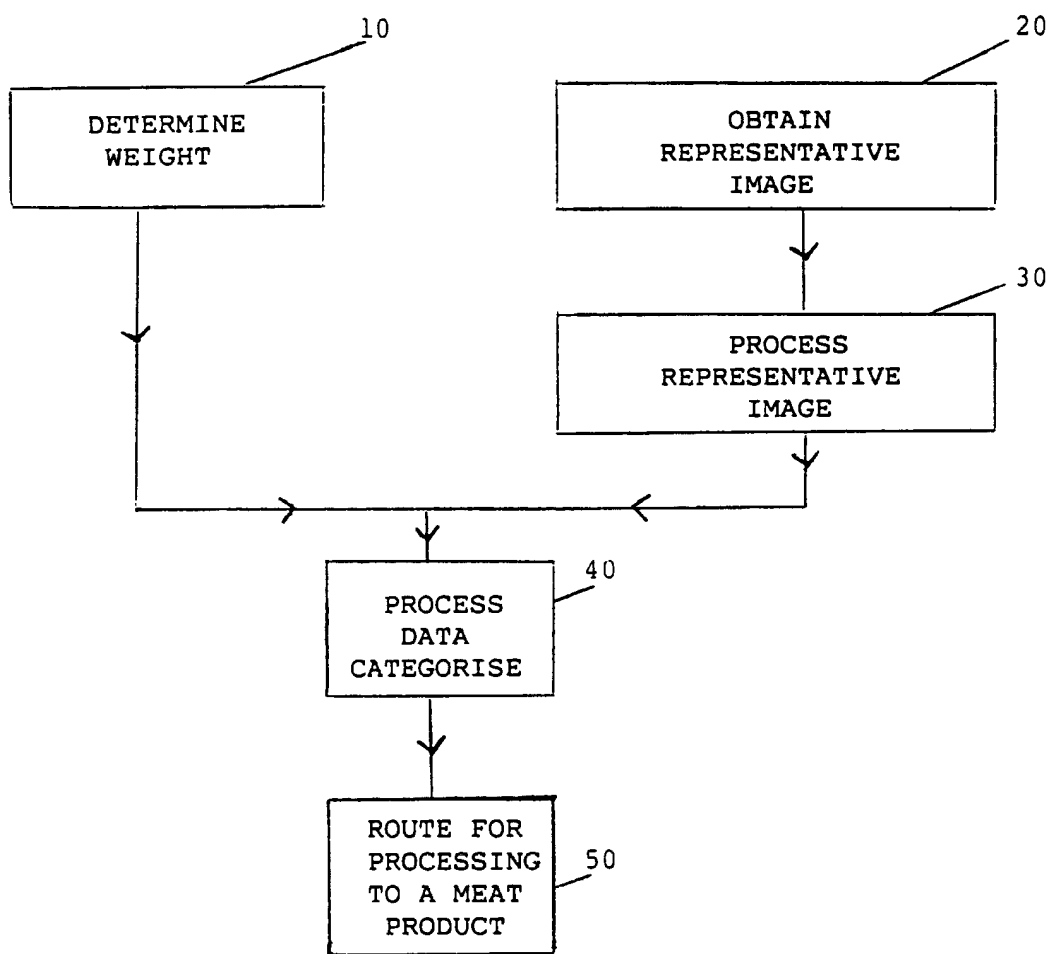 10
DETERMINE
WEIGHT
20
OBTAIN
REPRESENTATIVE
IMAGE
30
PROCESS
REPRESENTATIVE
IMAGE
40
PROCESS
DATA
CATEGORISE
50
ROUTE FOR
PROCESSING
TO A MEAT
PRODUCT